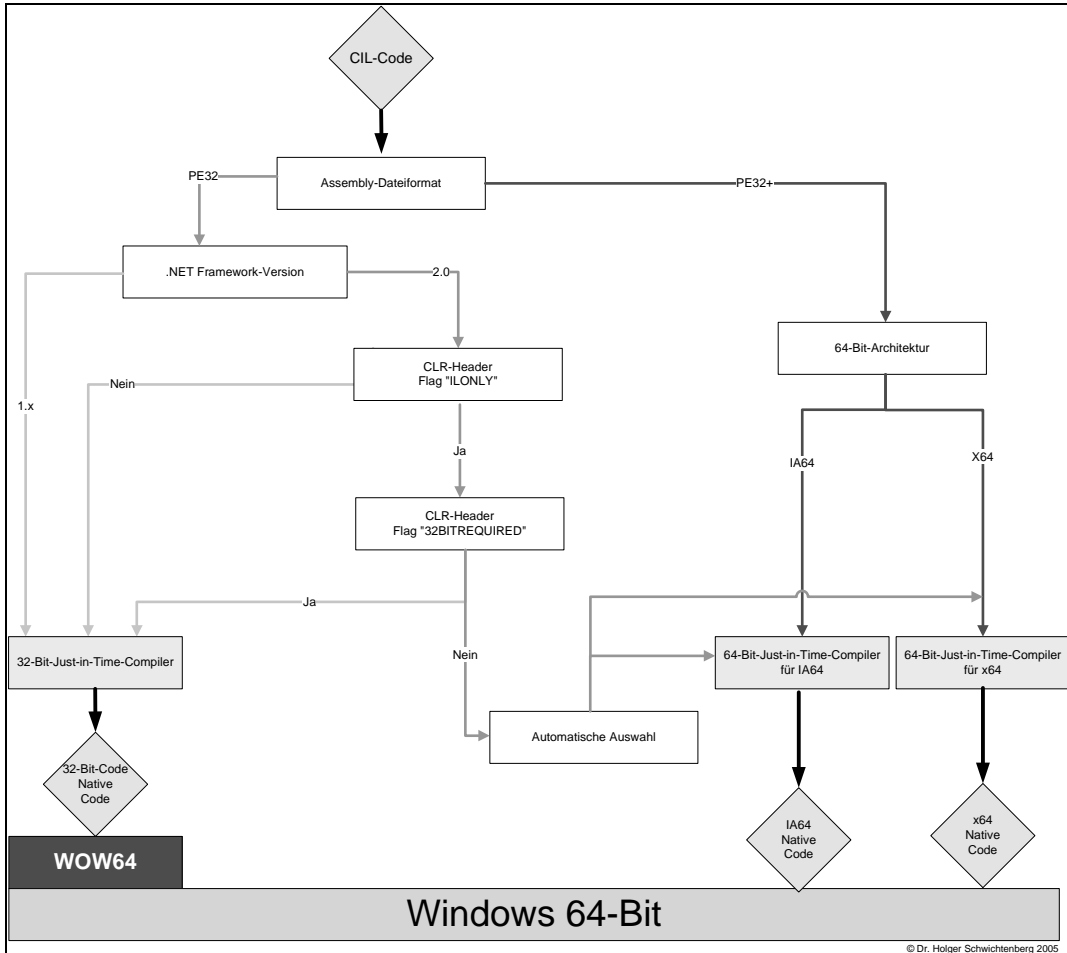 CIL-Code
PE32
Assembly-Dateiformat
PE32+
.NET Framework-Version
2.0
64-Bit-Architektur
CLR-Header
Flag "ILONLY"
Nein
1.x
Ja
IA64
X64
CLR-Header
Flag "32BITREQUIRED"
Ja
Nein
32-Bit-Just-in-Time-Compiler
64-Bit-Just-in-Time-Compiler
für IA64
64-Bit-Just-in-Time-Compiler
für x64
Automatische Auswahl
32-Bit-Code
Native
Code
IA64
Native
Code
x64
Native
Code
WOW64
Windows 64-Bit
© Dr. Holger Schwichtenberg 2005